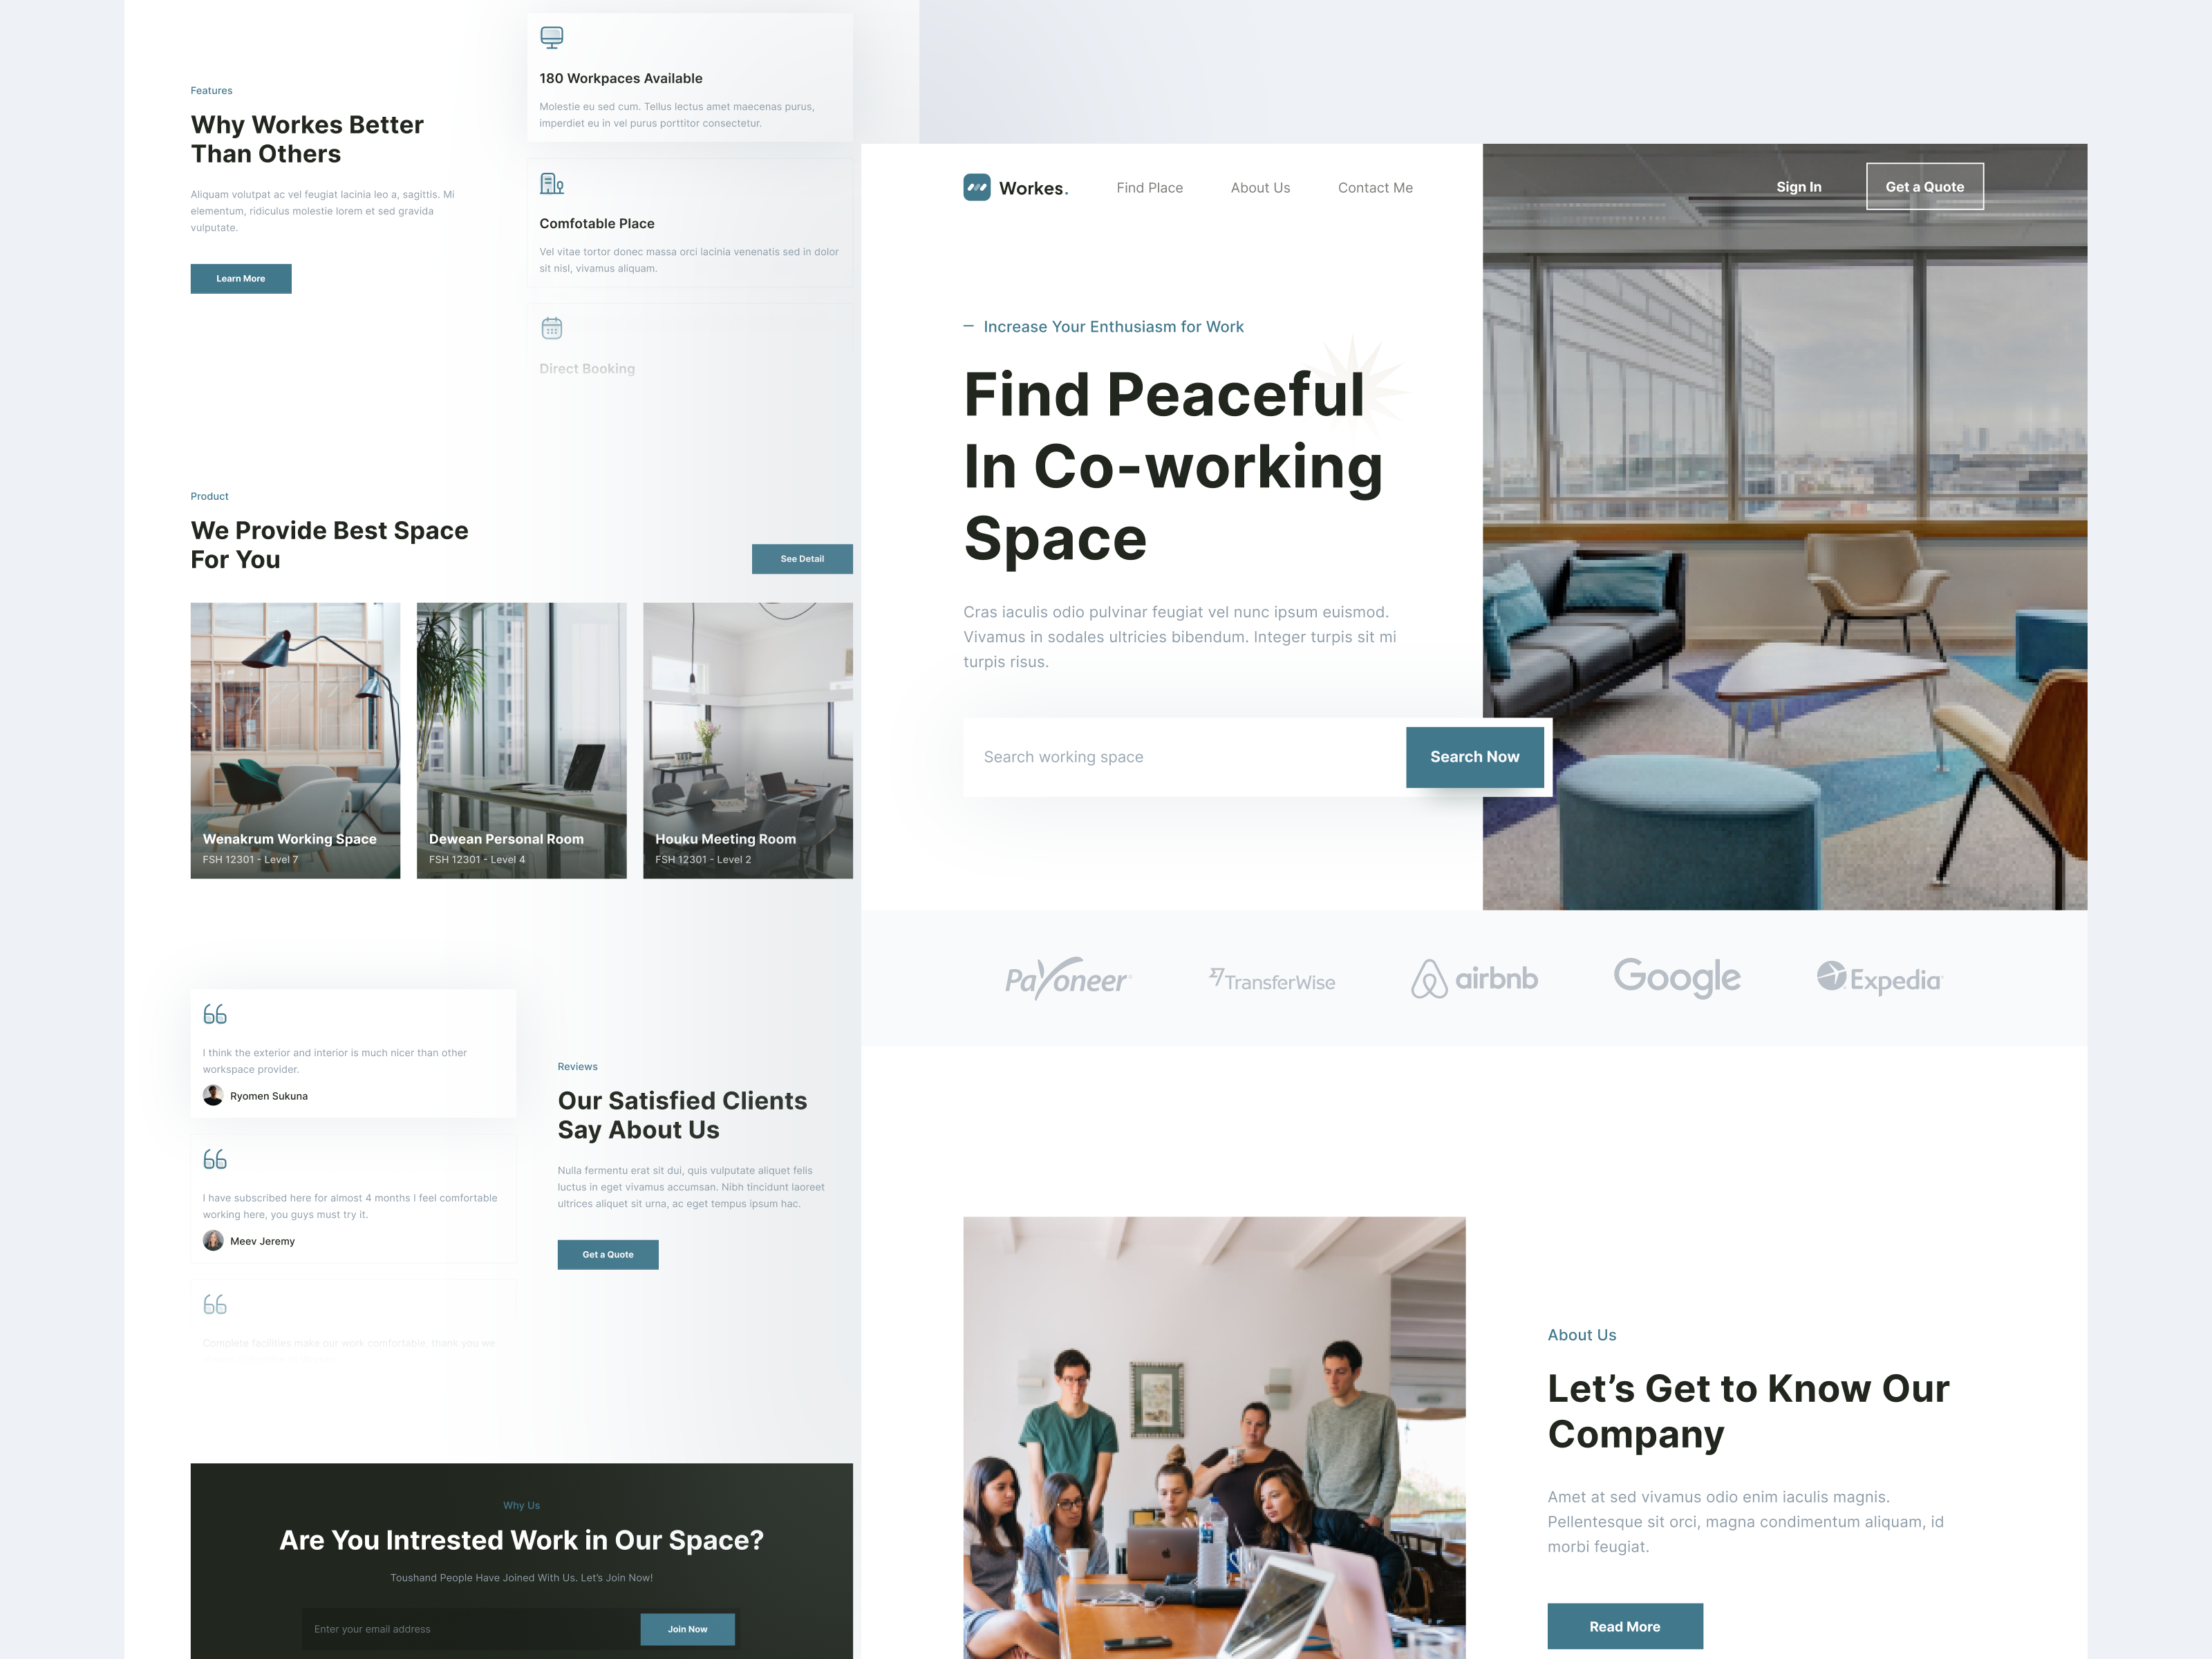 Features
Why Workes Better
Than Others
Aliquam volutpat ac vel feugiat lacinia leo a, sagittis. Mi
elementum, ridiculus molestie lorem et sed gravida
vulputate.
Learn More
180 Workpaces Available
Molestie eu sed cum. Tellus lectus amet maecenas purus,
imperdiet eu in vel purus porttitor consectetur.
Comfotable Place
Vel vitae tortor donec massa orci lacinia venenatis sed in dolor
sit nisl, vivamus aliquam.
Direct Booking
Product
We Provide Best Space
For You
See Detail
Wenakrum Working Space
FSH 12301 - Level 7
Dewean Personal Room
FSH 12301 - Level 4
Houku Meeting Room
FSH 12301 - Level 2
I think the exterior and interior is much nicer than other
workspace provider.
Ryomen Sukuna
I have subscribed here for almost 4 months I feel comfortable
working here, you guys must try it.
Meev Jeremy
Complete facilities make our work comfortable, thank you we
Reviews
Our Satisfied Clients
Say About Us
Nulla fermentu erat sit dui, quis vulputate aliquet felis
luctus in eget vivamus accumsan. Nibh tincidunt laoreet
ultrices aliquet sit urna, ac eget tempus ipsum hac.
Get a Quote
Why Us
Are You Intrested Work in Our Space?
Toushand People Have Joined With Us. Let's Join Now!
Enter your email address
Join Now
Workes.
Find Place
About Us
Contact Me
Sign In
Get a Quote
Increase Your Enthusiasm for Work
Find Peaceful
In Co-working
Space
Cras iaculis odio pulvinar feugiat vel nunc ipsum euismod.
Vivamus in sodales ultricies bibendum. Integer turpis sit mi
turpis risus.
Search working space
Search Now
Payoneer
TransferWise
airbnb
Google
Expedia
About Us
Let's Get to Know Our
Company
Amet at sed vivamus odio enim iaculis magnis.
Pellentesque sit orci, magna condimentum aliquam, id
morbi feugiat.
Read More